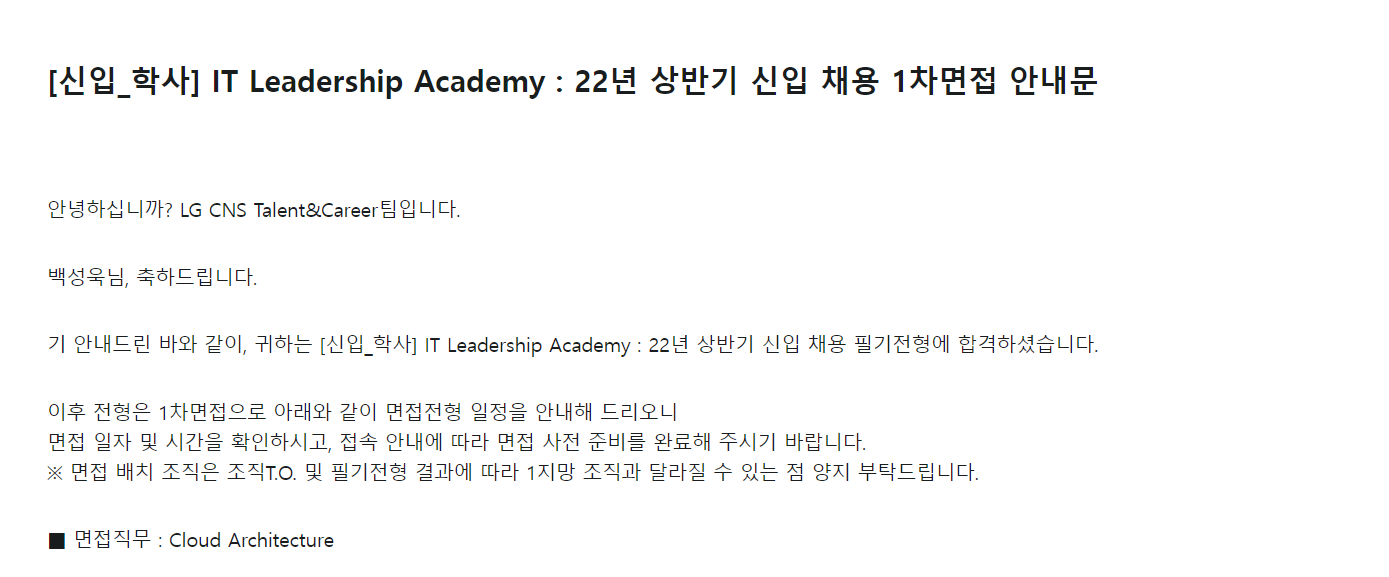 [신입_학사] IT Leadership Academy : 22년 상반기 신입 채용 1차면접 안내문
안녕하십니까? LG CNS Talent&Career팀입니다.
백성욱님, 축하드립니다.
기 안내드린 바와 같이, 귀하는 [신입_학사] IT Leadership Academy : 22년 상반기 신입 채용 필기전형에 합격하셨습니다.
이후 전형은 1차면접으로 아래와 같이 면접전형 일정을 안내해 드리오니
면접 일자 및 시간을 확인하시고, 접속 안내에 따라 면접 사전 준비를 완료해 주시기 바랍니다.
※ 면접 배치 조직은 조직T.O. 및 필기전형 결과에 따라 1지망 조직과 달라질 수 있는 점 양지 부탁드립니다.
■ 면접직무 : Cloud Architecture